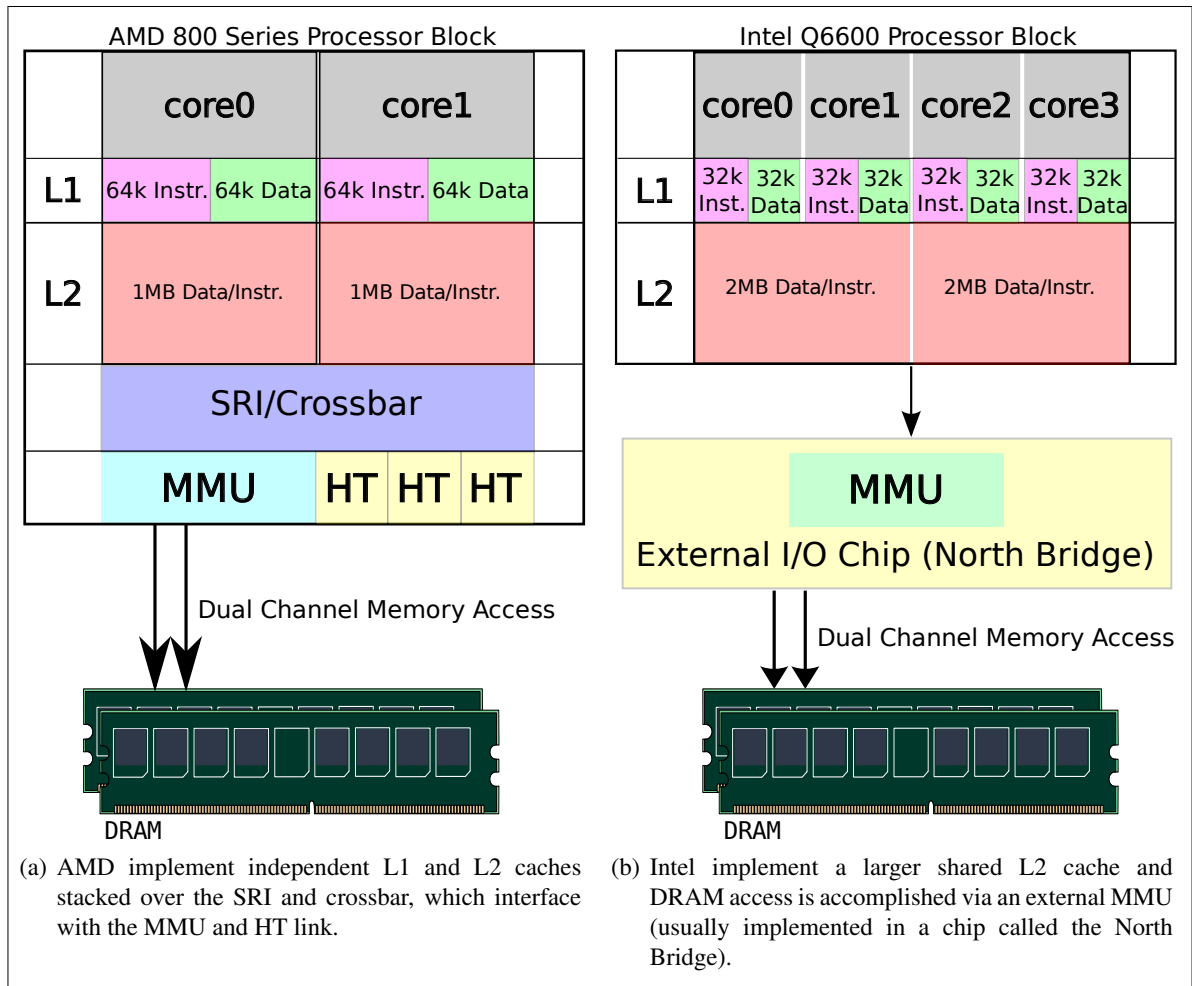 AMD 800 Series Processor Block
core0 core1
L1 64k Instr. 64k Data 64k Instr. 64k Data
L2 1MB Data/Instr. 1MB Data/Instr.
SRI/Crossbar
MMU HT HT HT
Dual Channel Memory Access
DRAM
(a) AMD implement independent L1 and L2 caches
stacked over the SRI and crossbar, which interface
with the MMU and HT link.
Intel Q6600 Processor Block
core0 core1 core2 core3
L1 32k 32k 32k 32k 32k 32k 32k 32k
Inst. Data Inst. Data Inst. Data Inst. Data
L2 2MB Data/Instr. 2MB Data/Instr.
MMU
External I/O Chip (North Bridge)
Dual Channel Memory Access
DRAM
(b) Intel implement a larger shared L2 cache and
DRAM access is accomplished via an external MMU
(usually implemented in a chip called the North
Bridge).